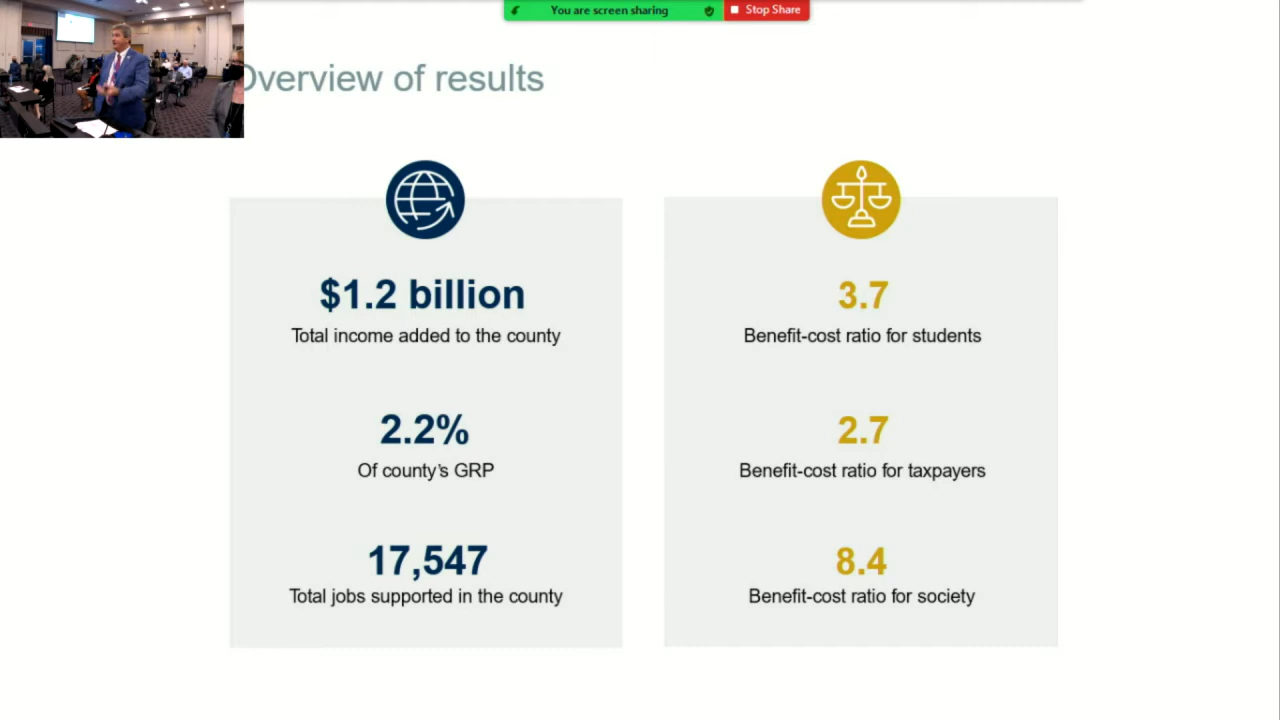 You are screen sharing
Stop Share
Overview of results
$1.2 billion
Total income added to the county
2.2%
Of county's GRP
17,547
Total jobs supported in the county
3.7
Benefit-cost ratio for students
2.7
Benefit-cost ratio for taxpayers
8.4
Benefit-cost ratio for society